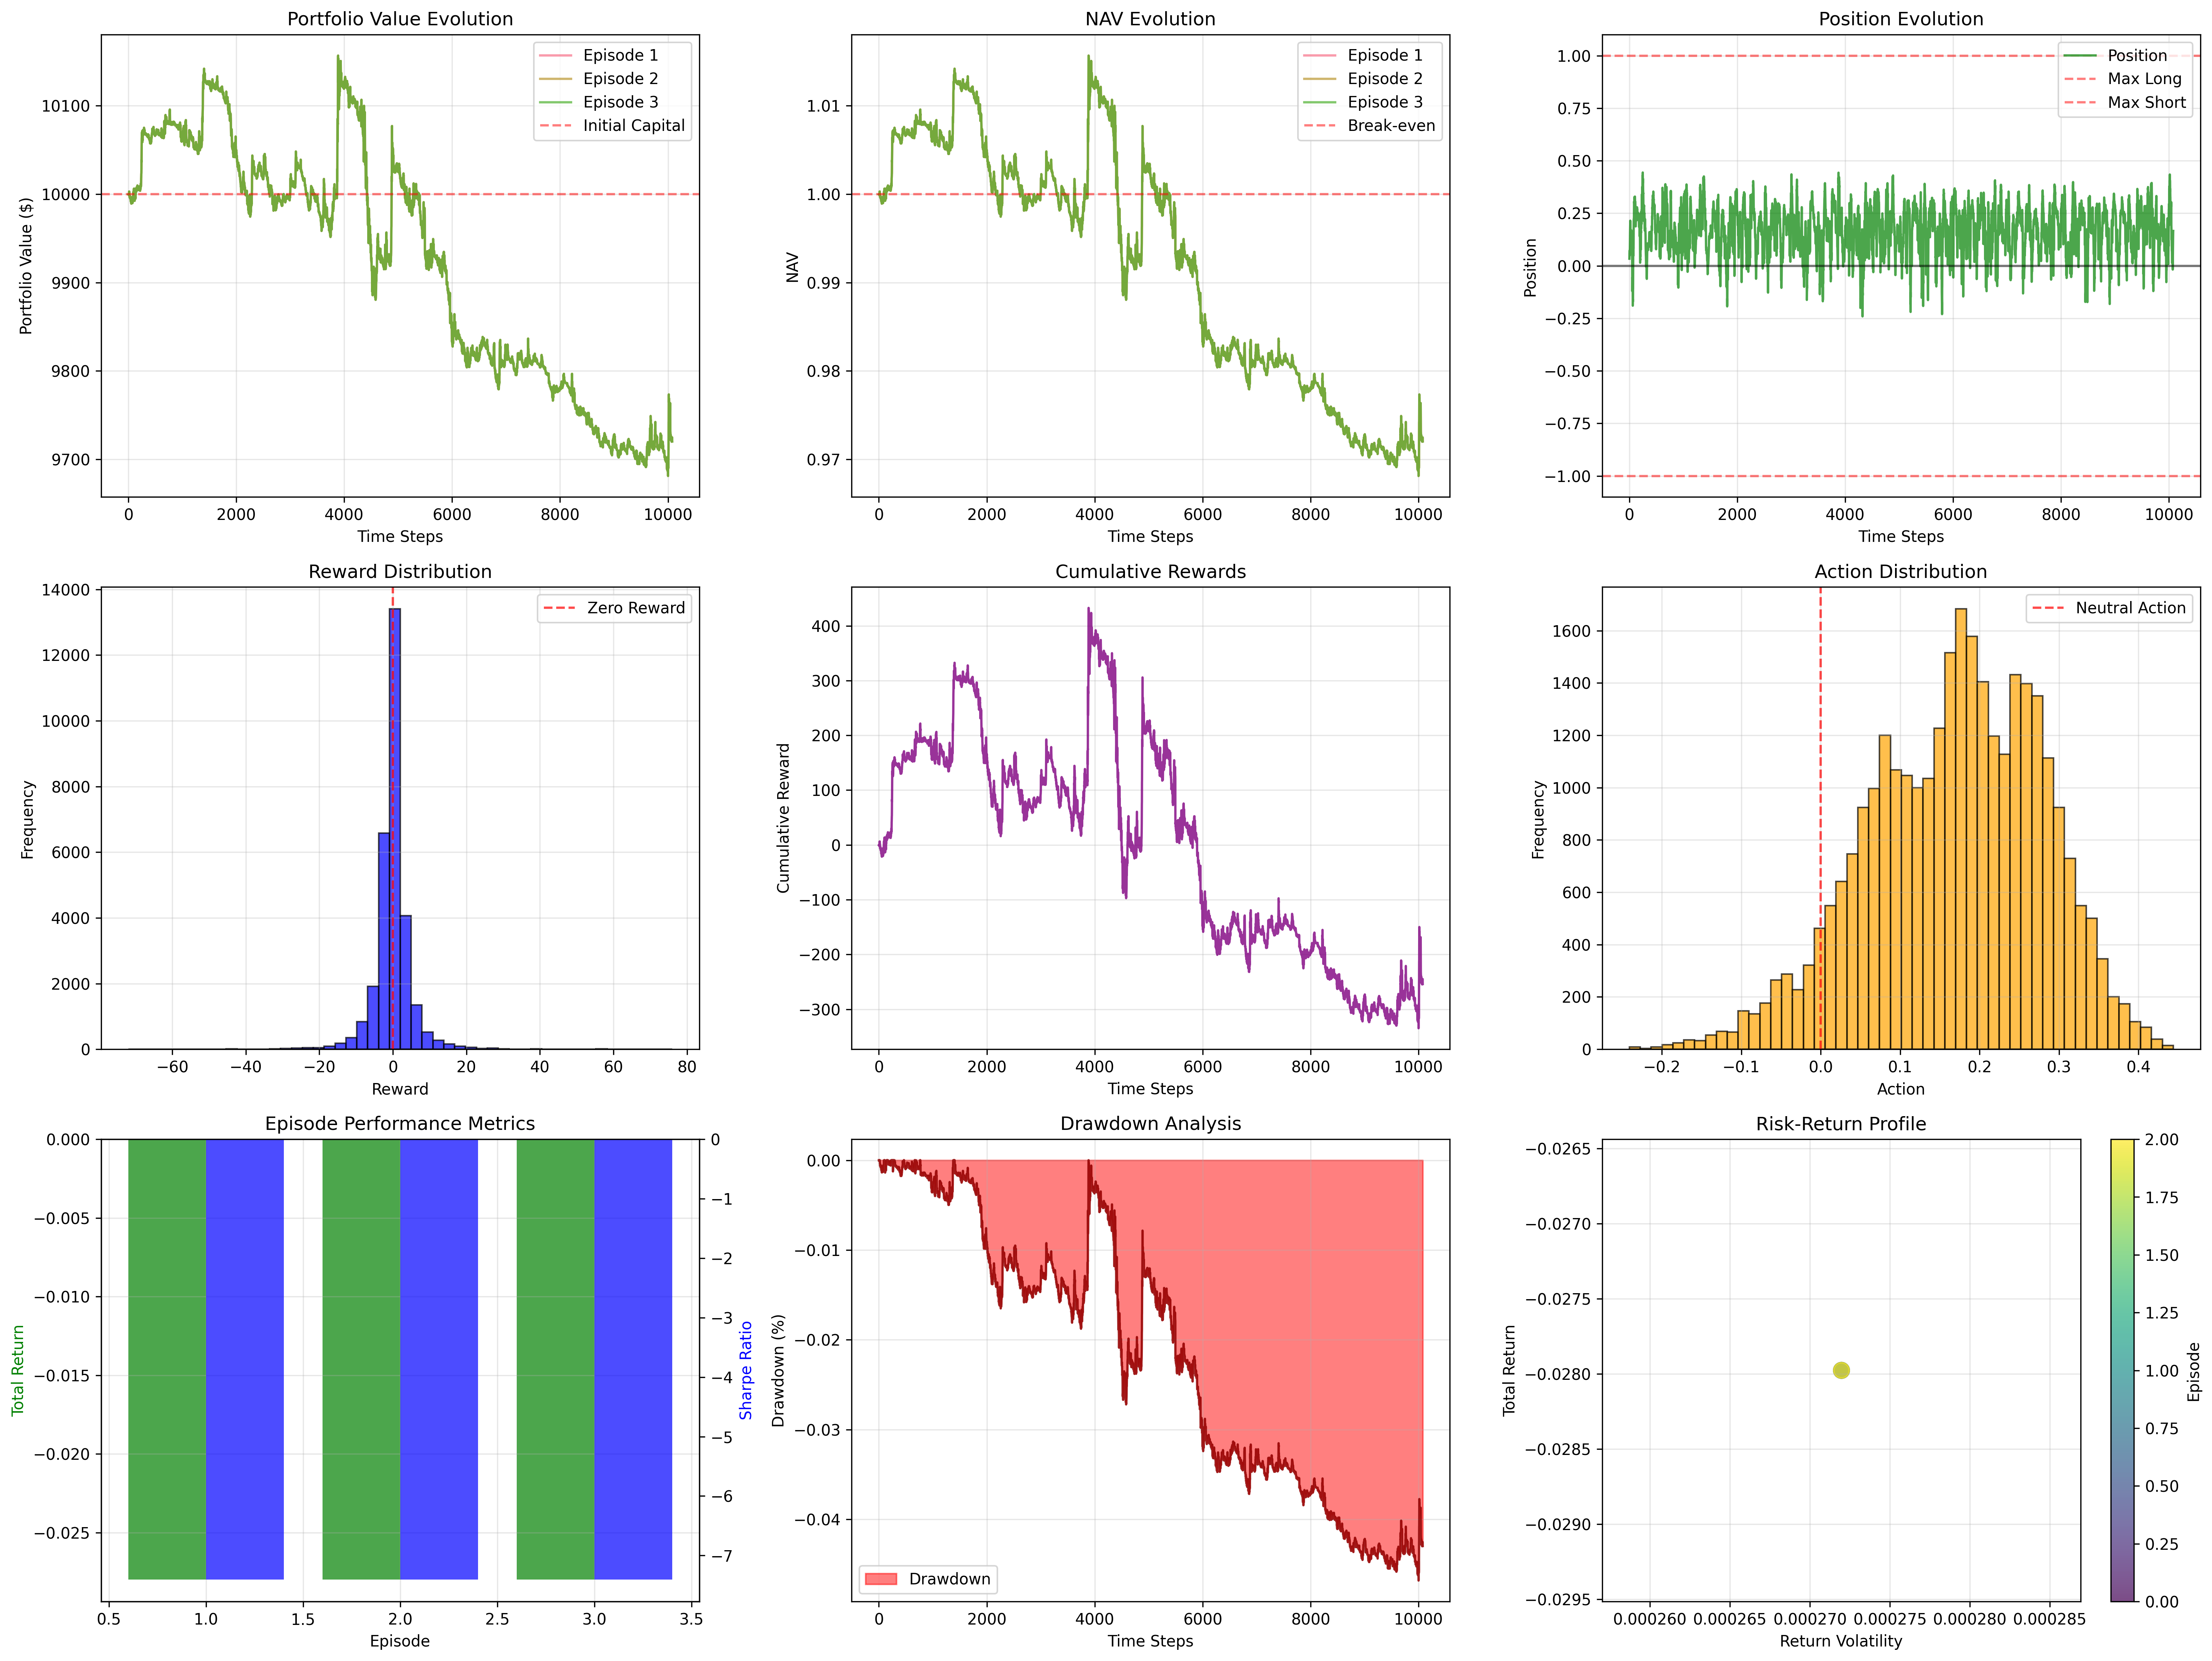 Portfolio Value Evolution
Portfolio Value ($)
10100
10000
9900
9800
9700
Episode 1
Episode 2
Episode 3
Initial Capital
0 2000 4000 6000 8000 10000
Time Steps
NAV Evolution
NAV
1.01
1.00
0.99
0.98
0.97
Episode 1
Episode 2
Episode 3
Break-even
0 2000 4000 6000 8000 10000
Time Steps
Position Evolution
Position
1.00
0.75
0.50
0.25
0.00
−0.25
−0.50
−0.75
−1.00
Position
Max Long
Max Short
0 2000 4000 6000 8000 10000
Time Steps
Reward Distribution
Frequency
14000
12000
10000
8000
6000
4000
2000
0
Zero Reward
−60 −40 −20 0 20 40 60 80
Reward
Cumulative Rewards
Cumulative Reward
400
300
200
100
0
−100
−200
−300
0 2000 4000 6000 8000 10000
Time Steps
Action Distribution
Frequency
1600
1400
1200
1000
800
600
400
200
0
Neutral Action
−0.2 −0.1 0.0 0.1 0.2 0.3 0.4
Action
Episode Performance Metrics
Total Return
0.000
−0.005
−0.010
−0.015
−0.020
−0.025
0
−1
−2
−3
−4
−5
−6
−7
Sharpe Ratio
0.5 1.0 1.5 2.0 2.5 3.0 3.5
Episode
Drawdown Analysis
Drawdown (%)
0.00
−0.01
−0.02
−0.03
−0.04
Drawdown
0 2000 4000 6000 8000 10000
Time Steps
Risk-Return Profile
Total Return
−0.0265
−0.0270
−0.0275
−0.0280
−0.0285
−0.0290
−0.0295
0.000260 0.000265 0.000270 0.000275 0.000280 0.000285
Return Volatility
2.00
1.75
1.50
1.25
1.00
0.75
0.50
0.25
0.00
Episode